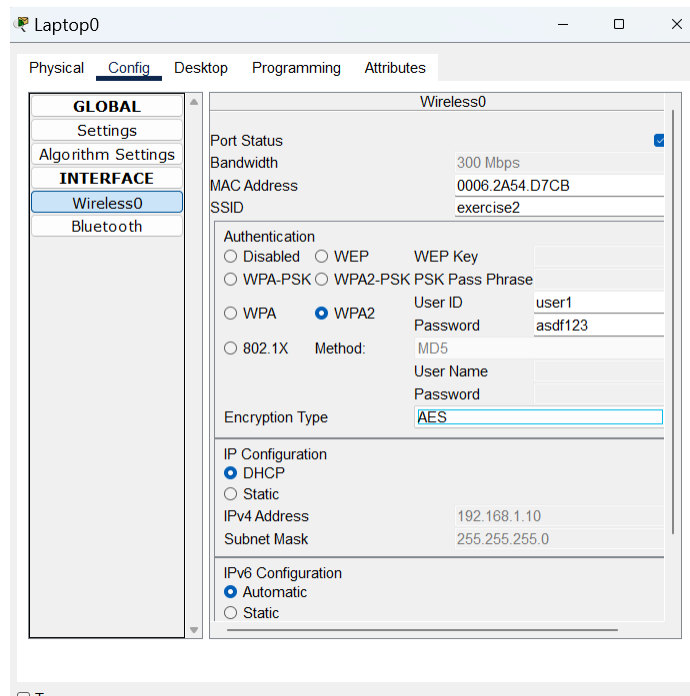 Laptop0
Physical Config Desktop Programming Attributes
GLOBAL
Settings
Algorithm Settings
INTERFACE
Wireless0
Bluetooth
Wireless0
Port Status
Bandwidth 300 Mbps
MAC Address 0006.2A54.D7CB
SSID exercise2
Authentication
Disabled WEP WEP Key
WPA-PSK WPA2-PSK PSK Pass Phrase
User ID user1
WPA WPA2
Password asdf123
802.1X Method: MD5
User Name
Password
Encryption Type AES
IP Configuration
DHCP
Static
IPv4 Address 192.168.1.10
Subnet Mask 255.255.255.0
IPv6 Configuration
Automatic
Static